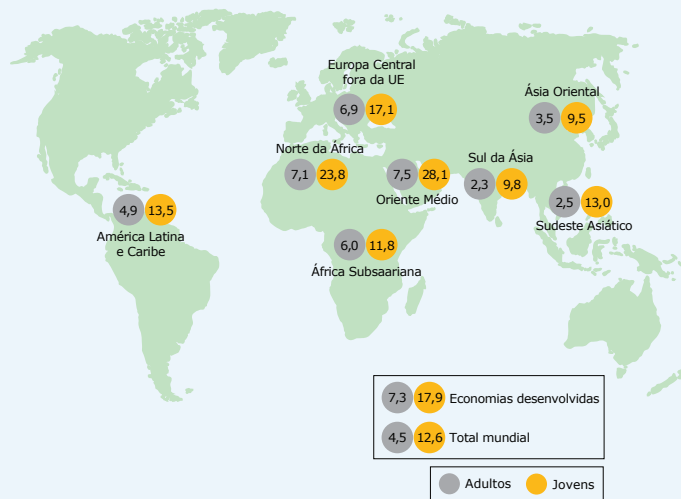 Europa Central
fora da UE
6,9 17,1
Ásia Oriental
3,5 9,5
Norte da África
7,1 23,8
7,5 28,1
Oriente Médio
Sul da Ásia
2,3 9,8
2,5 13,0
Sudeste Asiático
4,9 13,5
América Latina
e Caribe
6,0 11,8
África Subsaariana
7,3 17,9 Economias desenvolvidas
4,5 12,6 Total mundial
Adultos Jovens